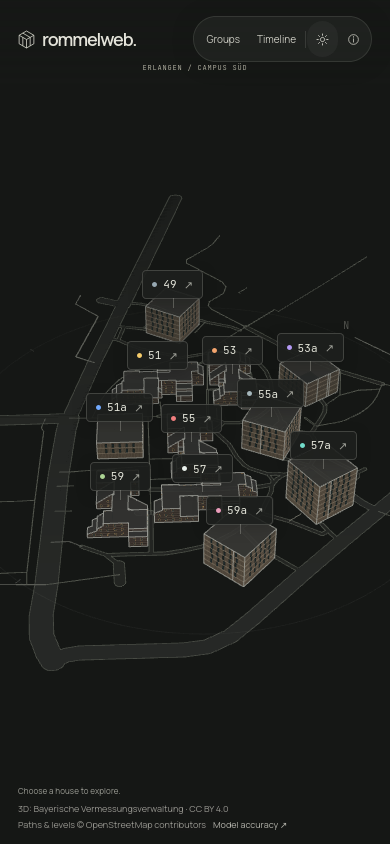 rommelweb.
Groups Timeline
ERLANGEN / CAMPUS SÜD
49 ↗
N
51 ↗
53 ↗
53a ↗
55a ↗
51a ↗
55 ↗
57a ↗
57 ↗
59 ↗
59a ↗
Choose a house to explore.
3D: Bayerische Vermessungsverwaltung · CC BY 4.0
Paths & levels © OpenStreetMap contributors Model accuracy ↗